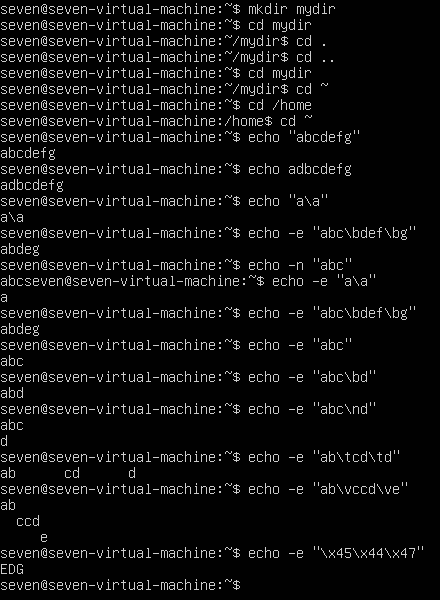 seven@seven-virtual-machine:~$ mkdir mydir
seven@seven-virtual-machine:~$ cd mydir
seven@seven-virtual-machine:~/mydir$ cd .
seven@seven-virtual-machine:~/mydir$ cd ..
seven@seven-virtual-machine:~$ cd mydir
seven@seven-virtual-machine:~/mydir$ cd ~
seven@seven-virtual-machine:~$ cd /home
seven@seven-virtual-machine:/home$ cd ~
seven@seven-virtual-machine:~$ echo "abcdefg"
abcdefg
seven@seven-virtual-machine:~$ echo adbcdefg
adbcdefg
seven@seven-virtual-machine:~$ echo "a\a"
a\a
seven@seven-virtual-machine:~$ echo -e "abc\bdef\bg"
abdeg
seven@seven-virtual-machine:~$ echo -n "abc"
abcseven@seven-virtual-machine:~$ echo -e "a\a"
a
seven@seven-virtual-machine:~$ echo -e "abc\bdef\bg"
abdeg
seven@seven-virtual-machine:~$ echo -e "abc"
abc
seven@seven-virtual-machine:~$ echo -e "abc\bd"
abd
seven@seven-virtual-machine:~$ echo -e "abc\nd"
abc
d
seven@seven-virtual-machine:~$ echo -e "ab\tcd\td"
ab      cd      d
seven@seven-virtual-machine:~$ echo -e "ab\vccd\ve"
ab
  ccd
     e
seven@seven-virtual-machine:~$ echo -e "\x45\x44\x47"
EDG
seven@seven-virtual-machine:~$